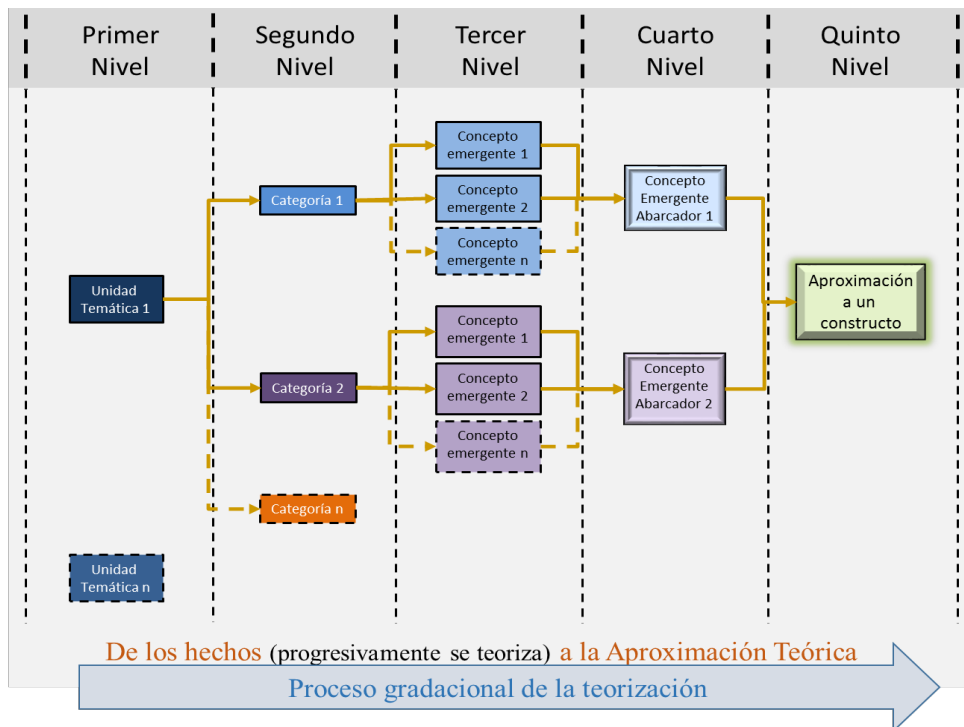 Primer
Nivel
Segundo
Nivel
Tercer
Nivel
Cuarto
Nivel
Quinto
Nivel
Unidad
Temática 1
Unidad
Temática n
Categoría 1
Categoría 2
Categoría n
Concepto
emergente 1
Concepto
emergente 2
Concepto
emergente n
Concepto
emergente 1
Concepto
emergente 2
Concepto
emergente n
Concepto
Emergente
Abarcador 1
Concepto
Emergente
Abarcador 2
Aproximación
a un
constructo
De los hechos (progresivamente se teoriza) a la Aproximación Teórica
Proceso gradacional de la teorización